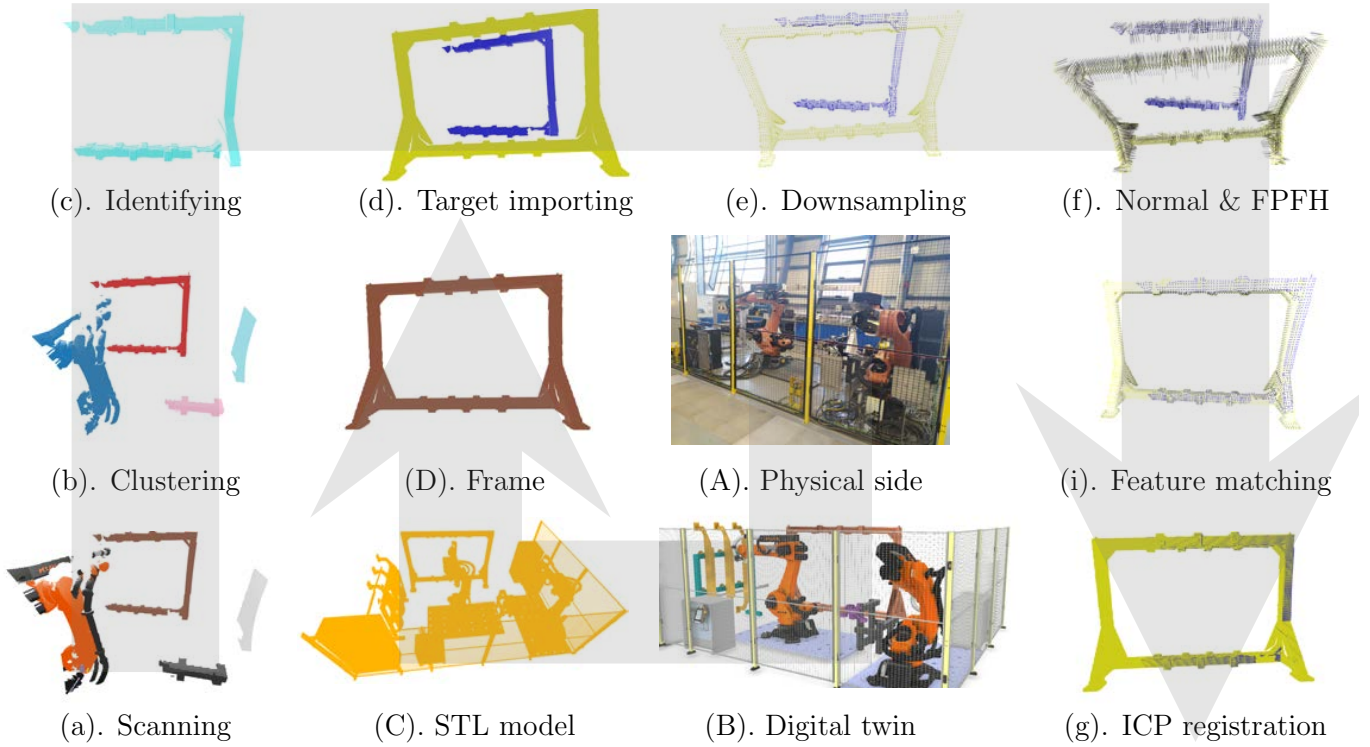 (c). Identifying
(d). Target importing
(e). Downsampling
(f). Normal & FPFH
(b). Clustering
(D). Frame
(A). Physical side
(i). Feature matching
(a). Scanning
(C). STL model
(B). Digital twin
(g). ICP registration